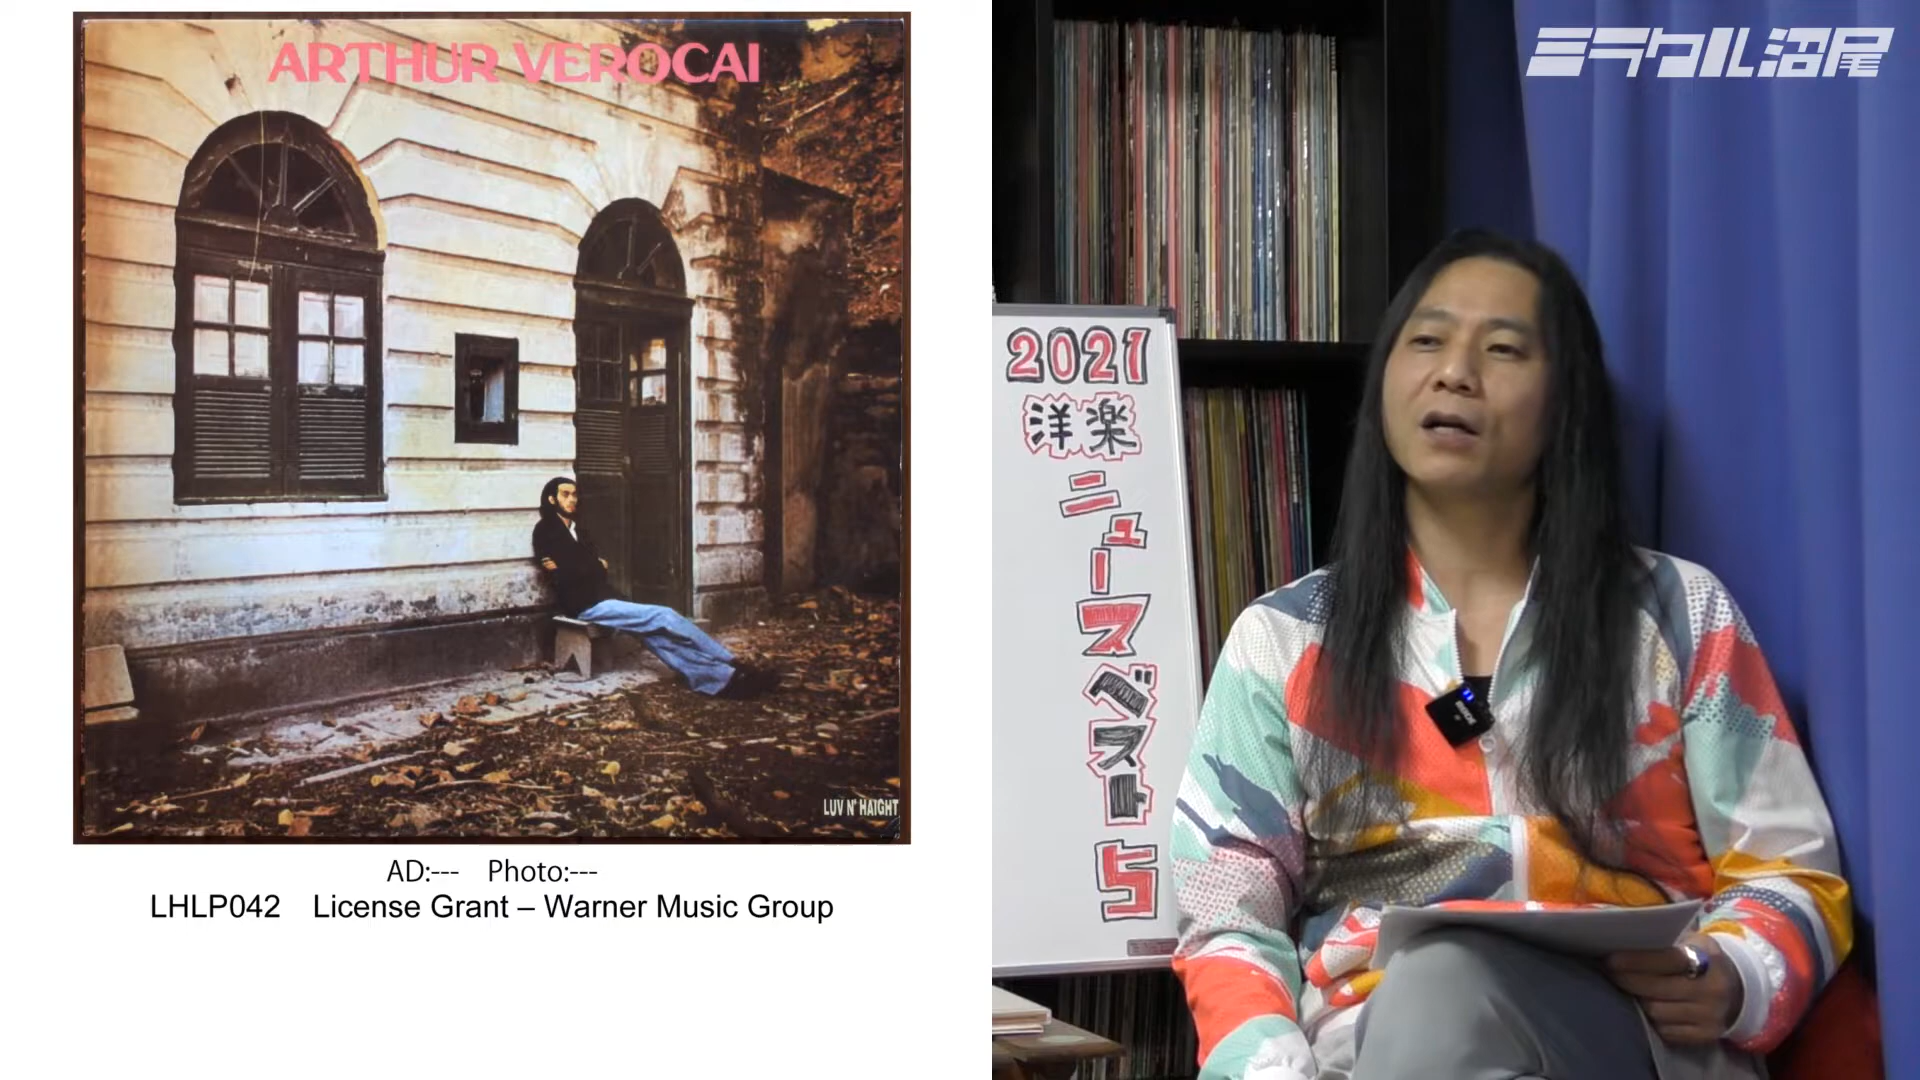 ARTHUR VEROCAI
LUV N' HAIGHT
AD:--- Photo:---
LHLP042 License Grant – Warner Music Group
ミラクル沼尾
2021
洋楽
ニュースベスト5